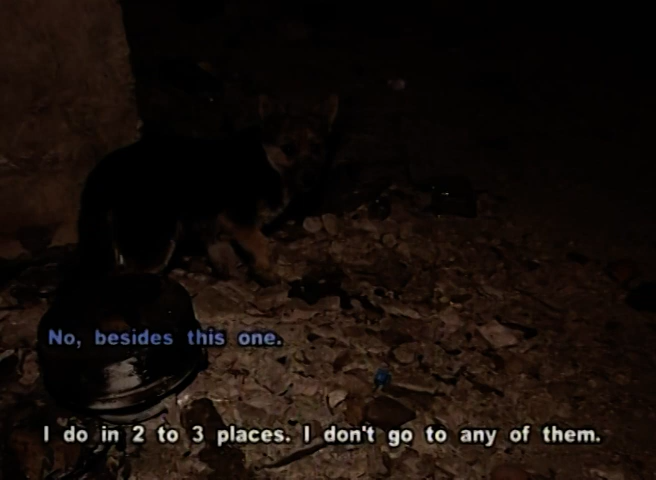 No, besides this one.
I do in 2 to 3 places. I don't go to any of them.